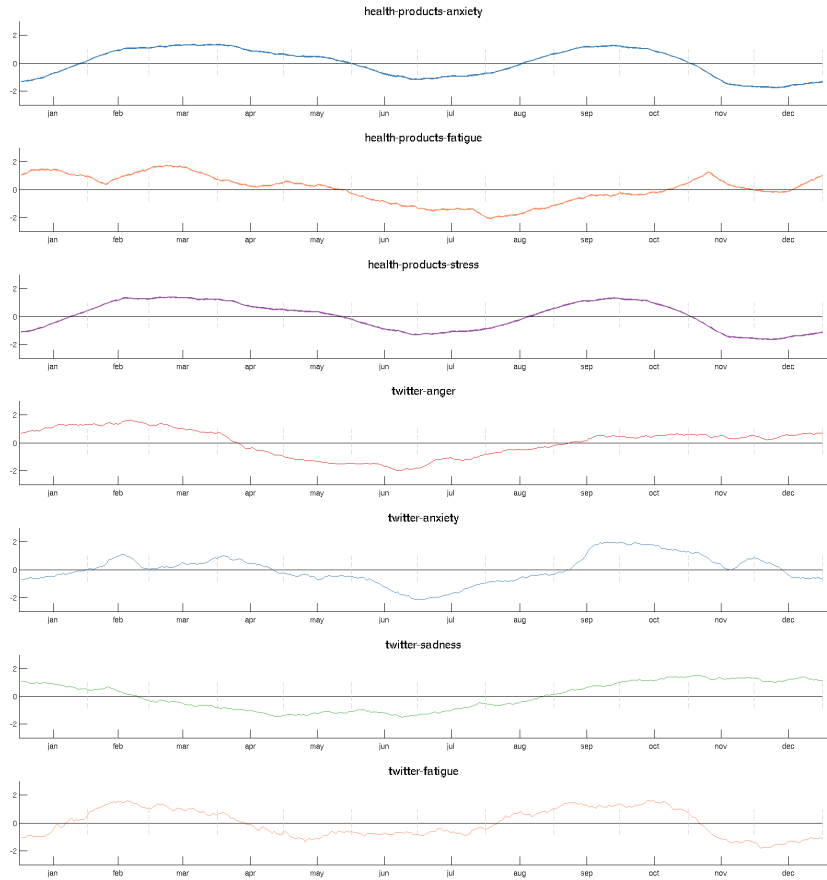 health-products-anxiety
2
0
-2
jan feb mar apr may jun jul aug sep oct nov dec
health-products-fatigue
2
0
-2
jan feb mar apr may jun jul aug sep oct nov dec
health-products-stress
2
0
-2
jan feb mar apr may jun jul aug sep oct nov dec
twitter-anger
2
0
-2
jan feb mar apr may jun jul aug sep oct nov dec
twitter-anxiety
2
0
-2
jan feb mar apr may jun jul aug sep oct nov dec
twitter-sadness
2
0
-2
jan feb mar apr may jun jul aug sep oct nov dec
twitter-fatigue
2
0
-2
jan feb mar apr may jun jul aug sep oct nov dec